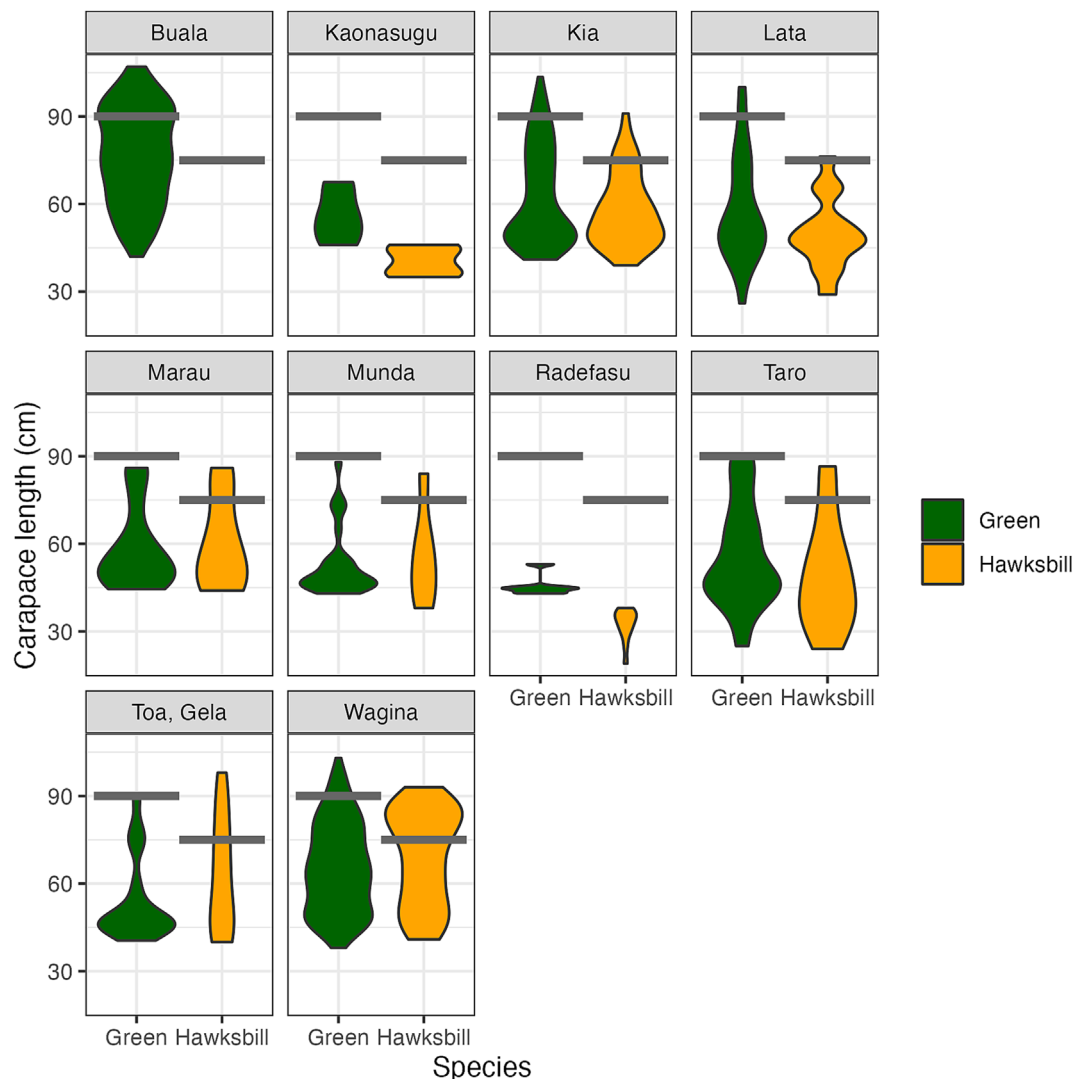 Buala Kaonasugu Kia Lata
90
60
30
Marau Munda Radefasu Taro
90
60
30
Green Hawksbill Green Hawksbill
Toa, Gela Wagina
90
60
30
Green Hawksbill Green Hawksbill
Species
Carapace length (cm)
Green
Hawksbill